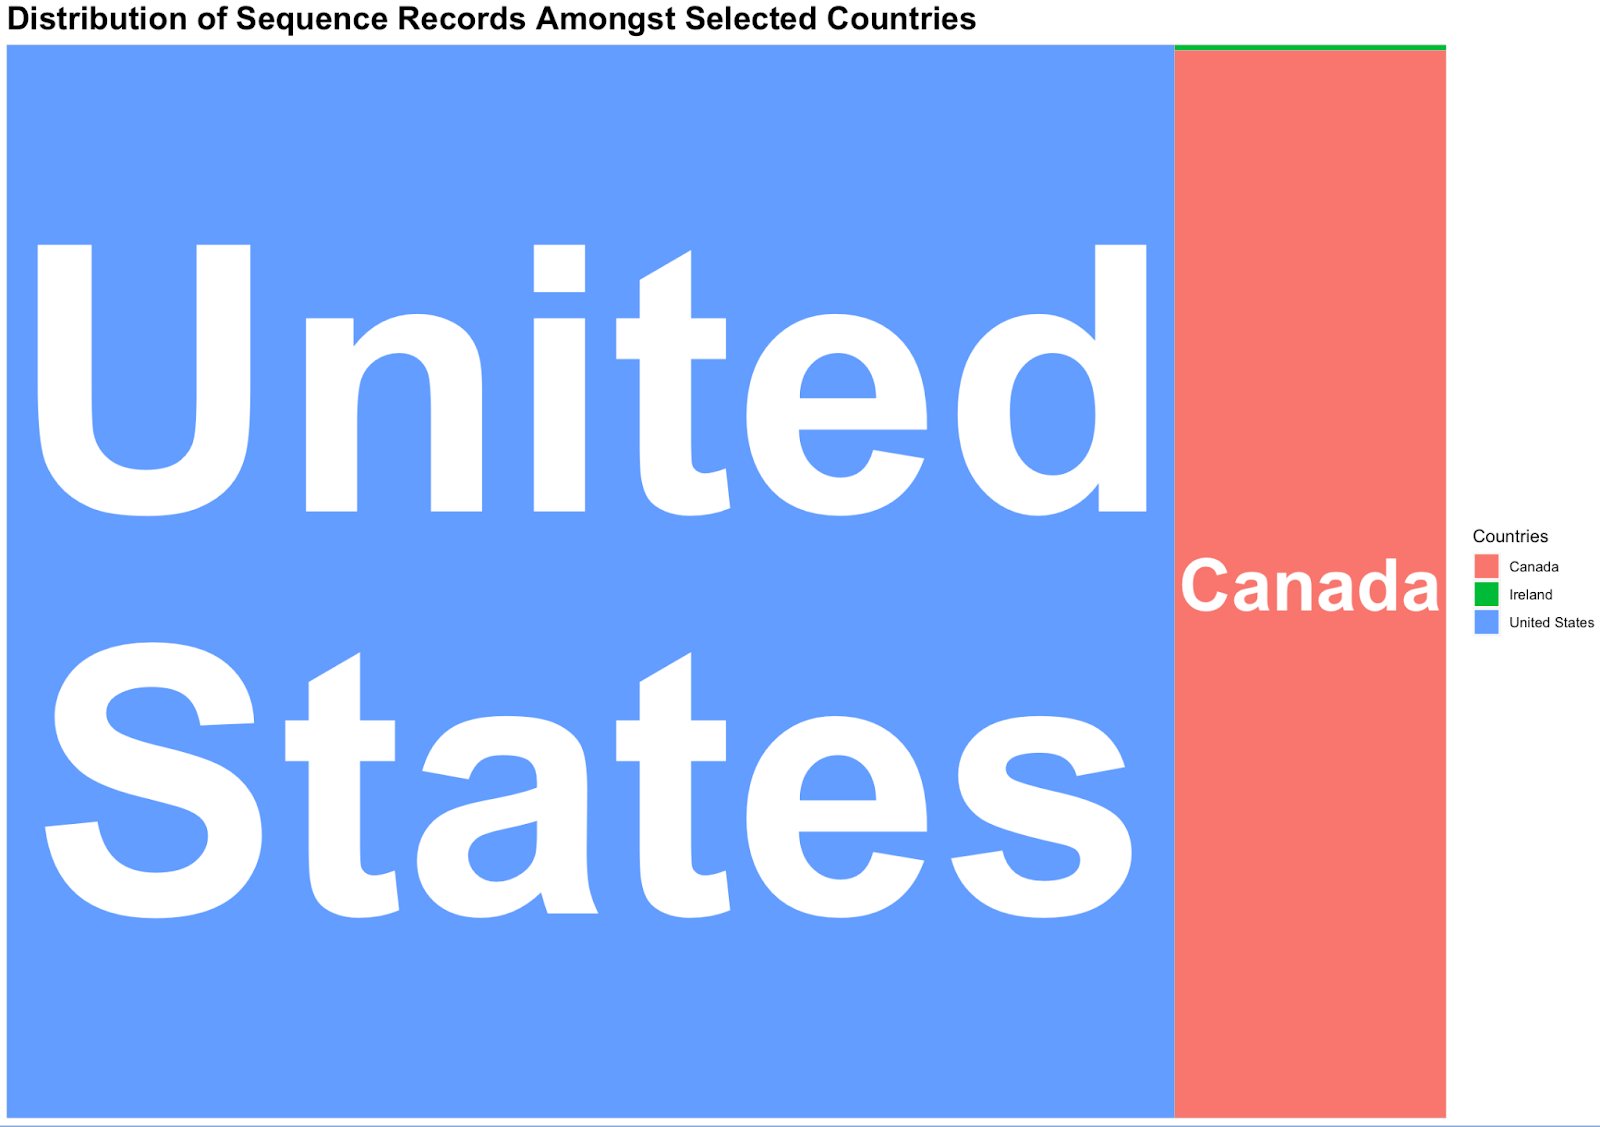 Distribution of Sequence Records Amongst Selected Countries
United
States
Canada
Countries
Canada
Ireland
United States